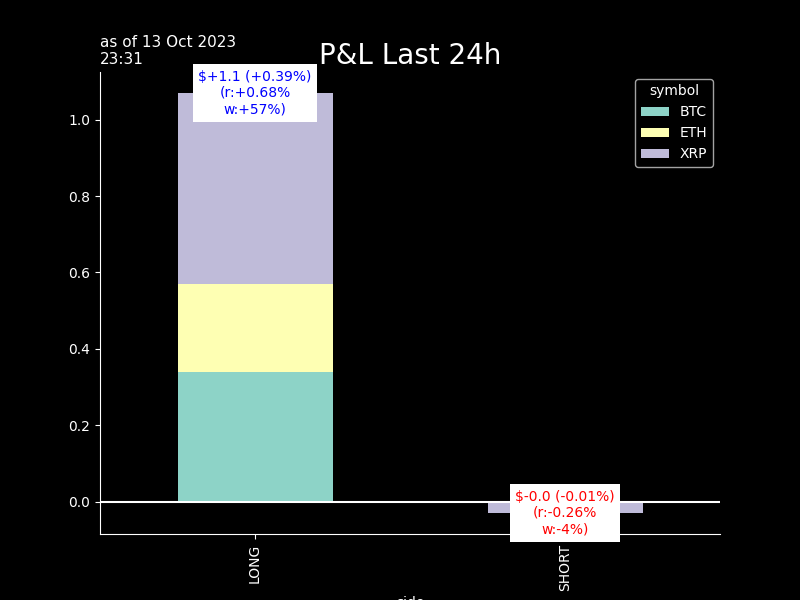 as of 13 Oct 2023
23:31
P&L Last 24h
$+1.1 (+0.39%)
(r:+0.68%
w:+57%)
symbol
BTC
ETH
XRP
1.0
0.8
0.6
0.4
0.2
0.0
$-0.0 (-0.01%)
(r:-0.26%
w:-4%)
LONG
SHORT
side